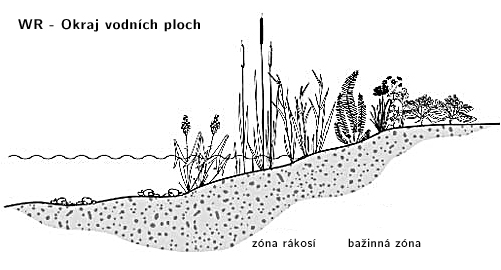 WR - Okraj vodních ploch
zóna rákosí bažinná zóna